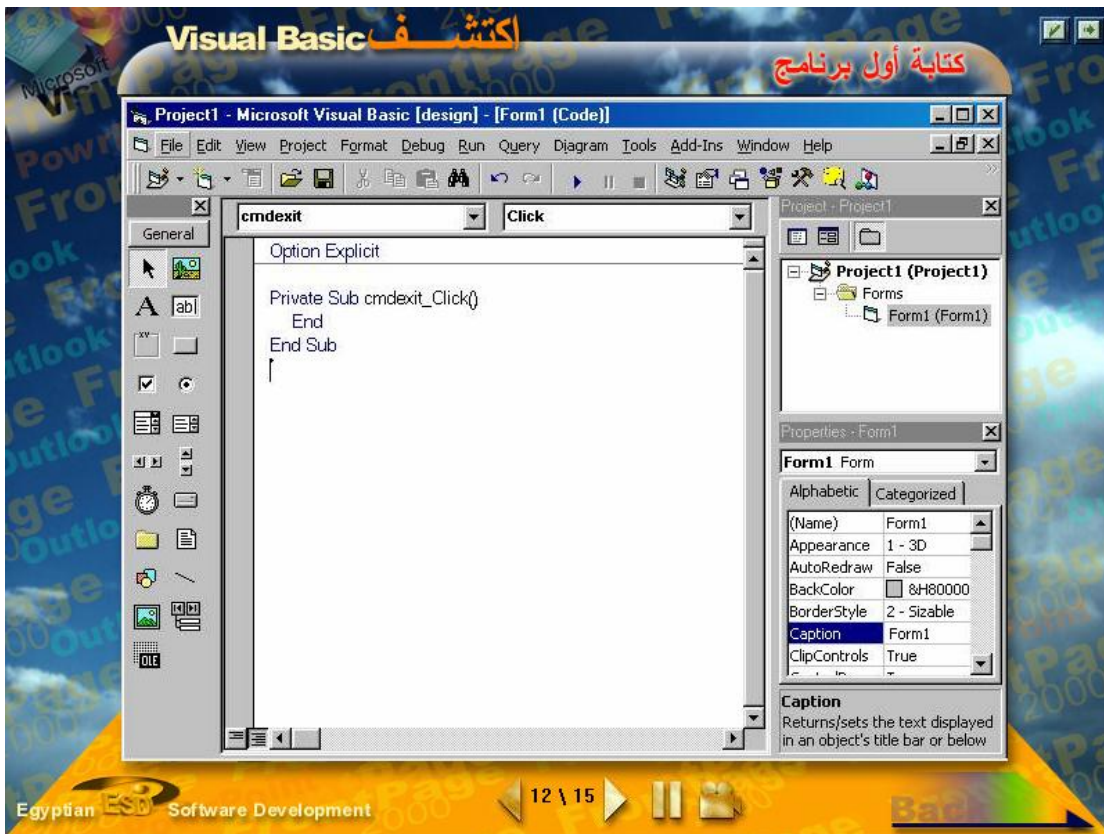 Visual Basic اكتشف
كتابة أول برنامج
Microsoft
Project1 - Microsoft Visual Basic [design] - [Form1 (Code)]
File Edit View Project Format Debug Run Query Diagram Tools Add-Ins Window Help
General
cmdexit
Click
Option Explicit
Private Sub cmdexit_Click()
End
End Sub
A
ab
xy
OLE
Project - Project1
Project1 (Project1)
Forms
Form1 (Form1)
Properties - Form1
Form1 Form
Alphabetic Categorized
(Name) Form1
Appearance 1 - 3D
AutoRedraw False
BackColor &H80000
BorderStyle 2 - Sizable
Caption Form1
ClipControls True
Caption
Returns/sets the text displayed
in an object's title bar or below
Egyptian ESD Software Development
12 \ 15
Back